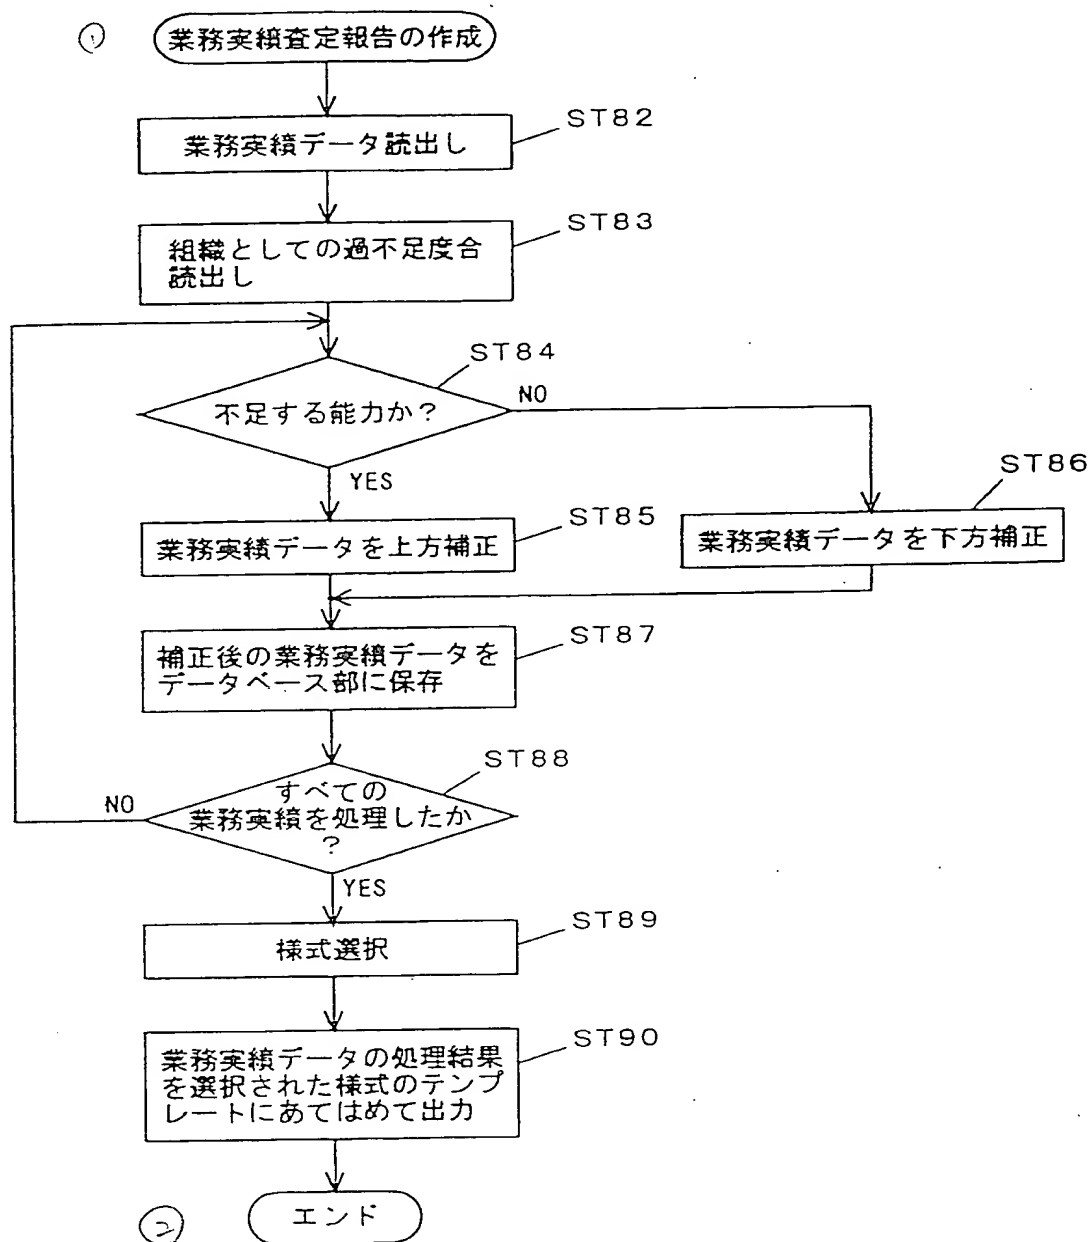 ①
業務実績査定報告の作成
ST82
業務実績データ読出し
ST83
組織としての過不足度合
読出し
ST84
不足する能力か？
NO
YES
ST85
業務実績データを上方補正
ST86
業務実績データを下方補正
ST87
補正後の業務実績データを
データベース部に保存
ST88
すべての
業務実績を処理したか
？
NO
YES
ST89
様式選択
ST90
業務実績データの処理結果
を選択された様式のテンプ
レートにあてはめて出力
エンド
②